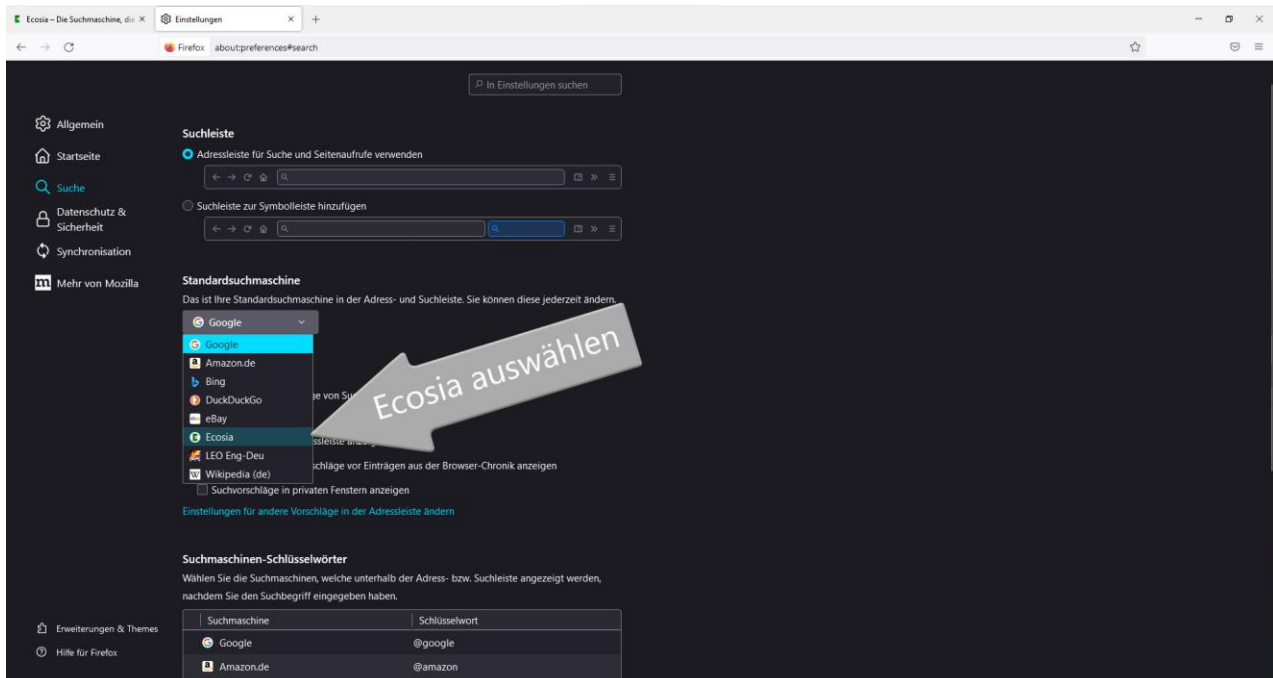 Ecosia – Die Suchmaschine, die
Einstellungen
Firefox about:preferences#search
In Einstellungen suchen
Allgemein
Startseite
Suche
Datenschutz &
Sicherheit
Synchronisation
Mehr von Mozilla
Erweiterungen & Themes
Hilfe für Firefox
Suchleiste
Adressleiste für Suche und Seitenaufrufe verwenden
Suchleiste zur Symbolleiste hinzufügen
Standardsuchmaschine
Das ist Ihre Standardsuchmaschine in der Adress- und Suchleiste. Sie können diese jederzeit ändern.
Google
Google
Amazon.de
Bing
DuckDuckGo
eBay
Ecosia
LEO Eng-Deu
Wikipedia (de)
Ecosia auswählen
von
schläge vor Einträgen aus der Browser-Chronik anzeigen
Suchvorschläge in privaten Fenstern anzeigen
Einstellungen für andere Vorschläge in der Adressleiste ändern
Suchmaschinen-Schlüsselwörter
Wählen Sie die Suchmaschinen, welche unterhalb der Adress- bzw. Suchleiste angezeigt werden,
nachdem Sie den Suchbegriff eingegeben haben.
Suchmaschine Schlüsselwort
Google @google
Amazon.de @amazon